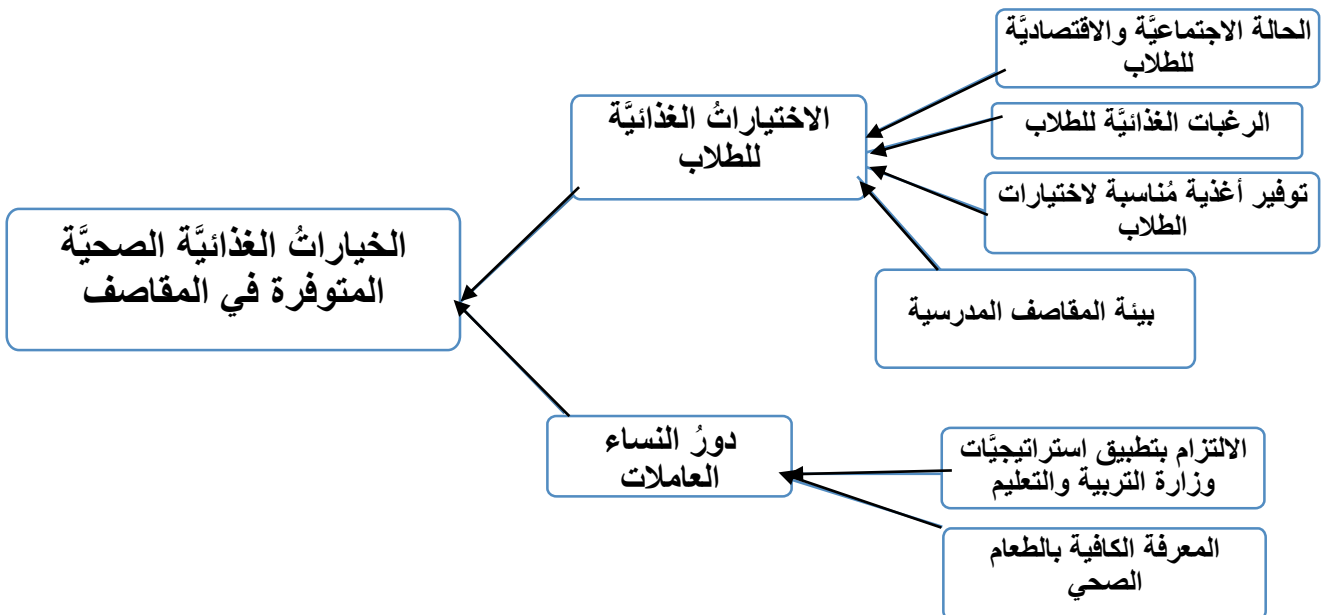 الحالة الاجتماعيَّة والاقتصاديَّة
للطلاب
الاختياراتُ الغذائيَّة
للطلاب
الرغبات الغذائيَّة للطلاب
توفير أغذية مُناسبة لاختيارات
الطلاب
الخياراتُ الغذائيَّة الصحيَّة
المتوفرة في المقاصف
بيئة المقاصف المدرسية
دورُ النساء
العاملات
الالتزام بتطبيق استراتيجيَّات
وزارة التربية والتعليم
المعرفة الكافية بالطعام
الصحي